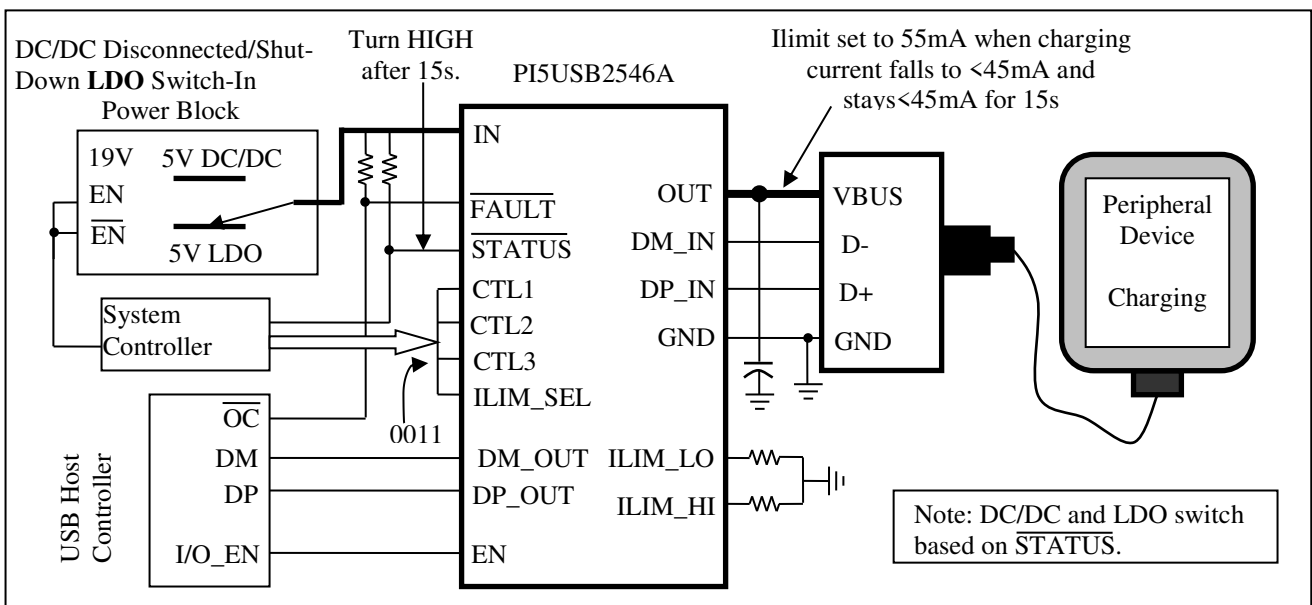 DC/DC Disconnected/Shut-
Down LDO Switch-In
Power Block
Turn HIGH
after 15s.
PI5USB2546A
Ilimit set to 55mA when charging
current falls to <45mA and
stays<45mA for 15s
19V 5V DC/DC
EN
EN
5V LDO
System
Controller
IN
FAULT
STATUS
CTL1
CTL2
CTL3
ILIM_SEL
0011
DM_OUT
DP_OUT
EN
OUT
DM_IN
DP_IN
GND
ILIM_LO
ILIM_HI
VBUS
D-
D+
GND
Peripheral
Device
Charging
USB Host
Controller
OC
DM
DP
I/O_EN
Note: DC/DC and LDO switch
based on STATUS.